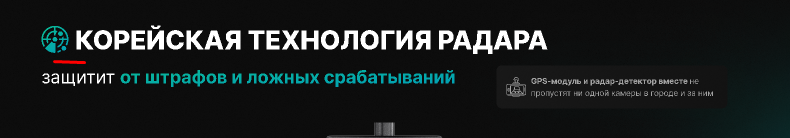 КОРЕЙСКАЯ ТЕХНОЛОГИЯ РАДАРА
защитит от штрафов и ложных срабатываний
GPS-модуль и радар-детектор вместе не
пропустят ни одной камеры в городе и за ним